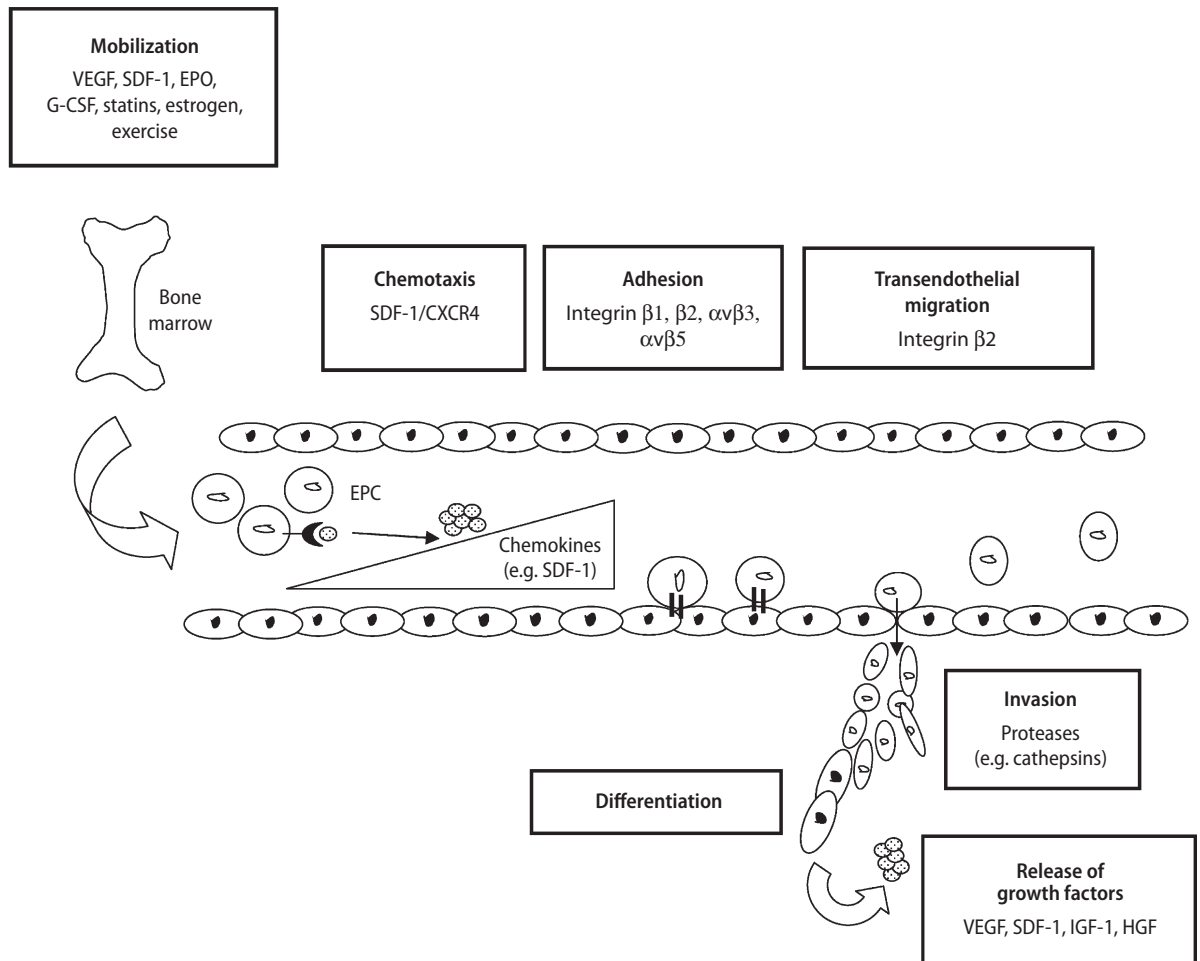 Mobilization
VEGF, SDF-1, EPO,
G-CSF, statins, estrogen,
exercise
Bone
marrow
Chemotaxis
SDF-1/CXCR4
Adhesion
Integrin β1, β2, αvβ3,
αvβ5
Transendothelial
migration
Integrin β2
EPC
Chemokines
(e.g. SDF-1)
Invasion
Proteases
(e.g. cathepsins)
Differentiation
Release of
growth factors
VEGF, SDF-1, IGF-1, HGF